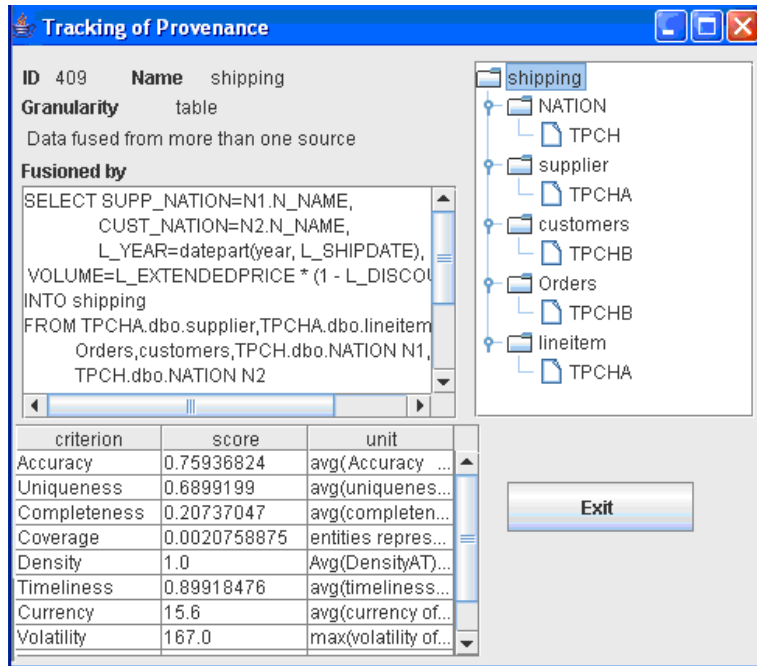 Tracking of Provenance
ID 409 Name shipping
Granularity table
Data fused from more than one source
Fusioned by
SELECT SUPP_NATION=N1.N_NAME,
CUST_NATION=N2.N_NAME,
L_YEAR=datepart(year, L_SHIPDATE),
VOLUME=L_EXTENDEDPRICE * (1 - L_DISCOU
INTO shipping
FROM TPCHA.dbo.supplier,TPCHA.dbo.lineitem
Orders,customers,TPCH.dbo.NATION N1,
TPCH.dbo.NATION N2
shipping
NATION
TPCH
supplier
TPCHA
customers
TPCHB
Orders
TPCHB
lineitem
TPCHA
criterion score unit
Accuracy 0.75936824 avg(Accuracy ...
Uniqueness 0.6899199 avg(uniquenes...
Completeness 0.20737047 avg(completen...
Coverage 0.0020758875 entities repres...
Density 1.0 Avg(DensityAT)...
Timeliness 0.89918476 avg(timeliness...
Currency 15.6 avg(currency of...
Volatility 167.0 max(volatility of...
Exit